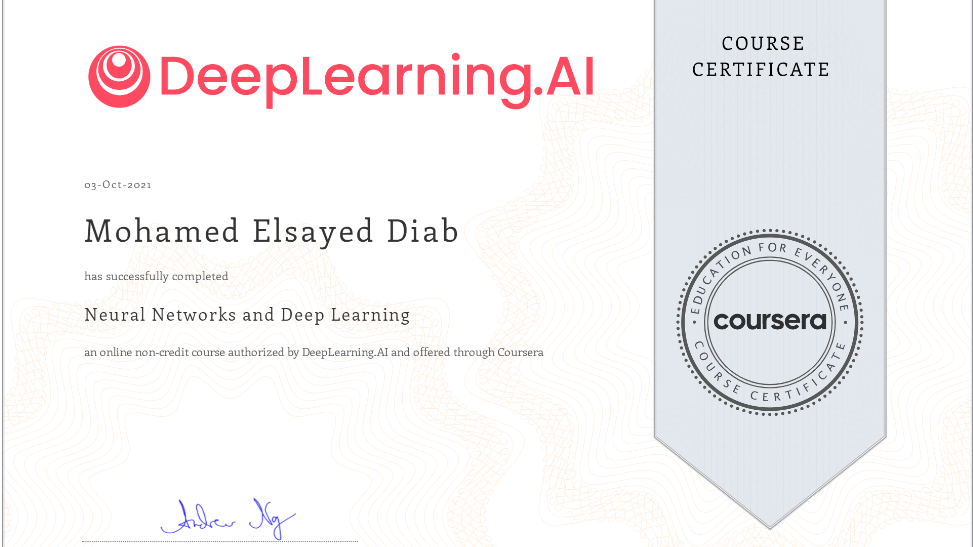 DeepLearning.AI
COURSE
CERTIFICATE
03-Oct-2021
Mohamed Elsayed Diab
has successfully completed
Neural Networks and Deep Learning
an online non-credit course authorized by DeepLearning.AI and offered through Coursera
EDUCATION FOR EVERYONE
coursera
COURSE CERTIFICATE
Andrew Ng